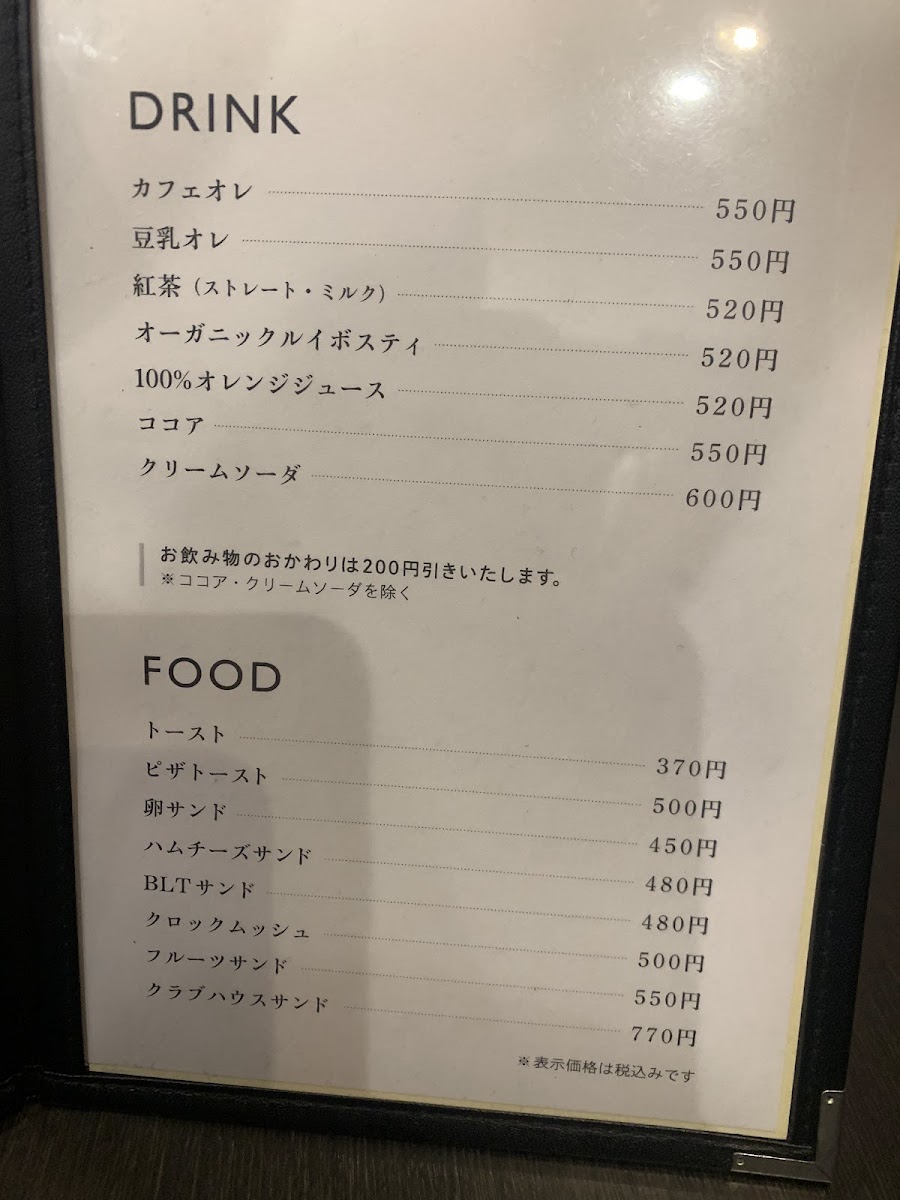 DRINK
カフェオレ 550円
豆乳オレ 550円
紅茶（ストレート・ミルク） 520円
オーガニックルイボスティ 520円
100%オレンジジュース 520円
ココア 550円
クリームソーダ 600円
お飲み物のおかわりは200円引きいたします。
※ココア・クリームソーダを除く
FOOD
トースト 370円
ピザトースト 500円
卵サンド 450円
ハムチーズサンド 480円
BLTサンド 480円
クロックムッシュ 500円
フルーツサンド 550円
クラブハウスサンド 770円
※表示価格は税込みです